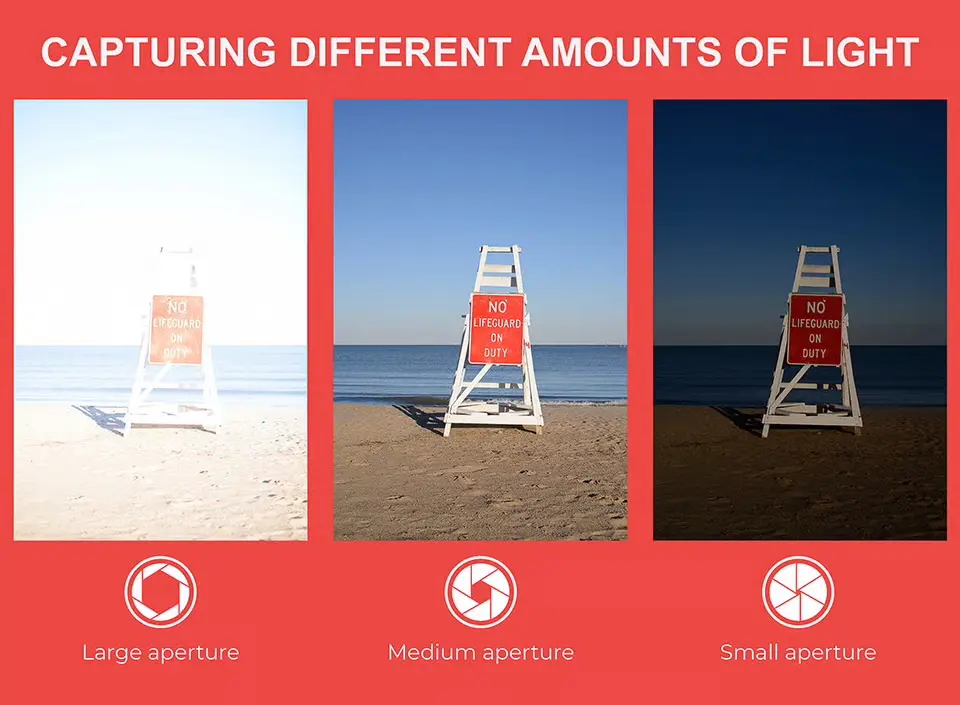 CAPTURING DIFFERENT AMOUNTS OF LIGHT
NO
LIFEGUARD
ON
DUTY
NO
LIFEGUARD
ON
DUTY
NO
LIFEGUARD
ON
DUTY
Large aperture
Medium aperture
Small aperture